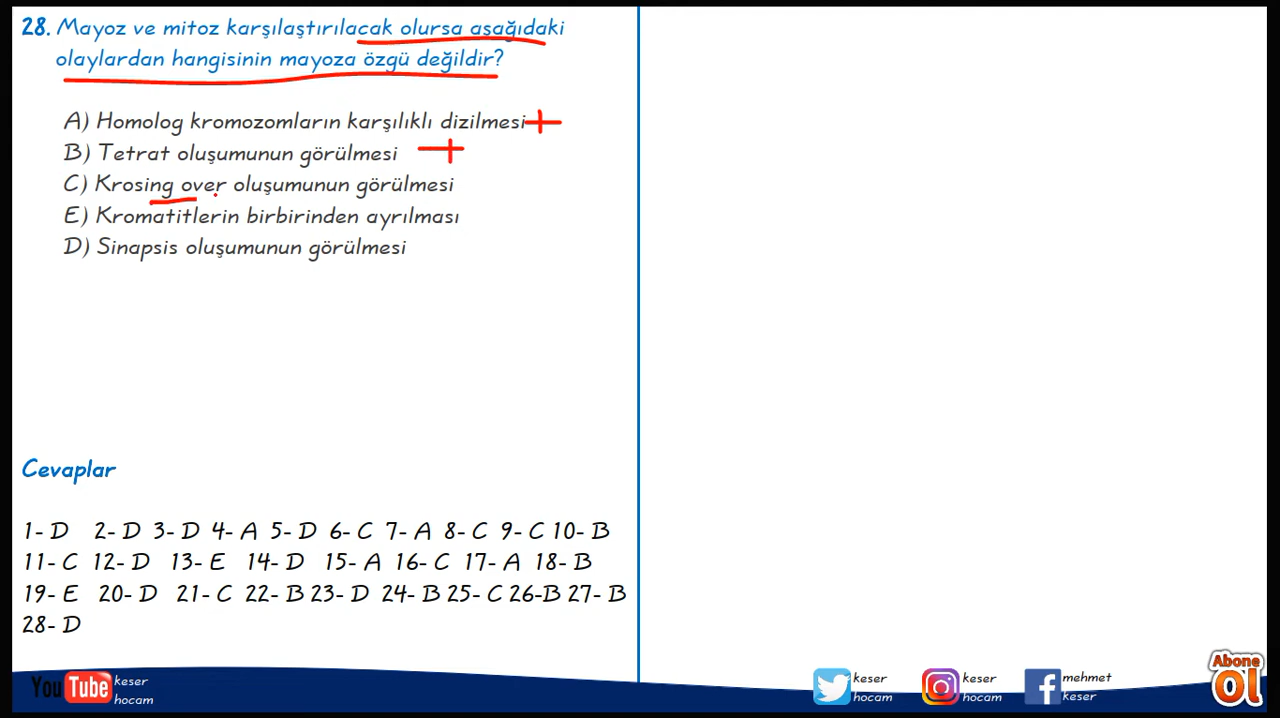 28. Mayoz ve mitoz karşılaştırılacak olursa aşağıdaki
olaylardan hangisinin mayoza özgü değildir?
A) Homolog kromozomların karşılıklı dizilmesi
B) Tetrat oluşumunun görülmesi
C) Krosing over oluşumunun görülmesi
E) Kromatitlerin birbirinden ayrılması
D) Sinapsis oluşumunun görülmesi
Cevaplar
1- D 2- D 3- D 4- A 5- D 6- C 7- A 8- C 9- C 10- B
11- C 12- D 13- E 14- D 15- A 16- C 17- A 18- B
19- E 20- D 21- C 22- B 23- D 24- B 25- C 26-B 27- B
28- D
YouTube keser
hocam
keser
hocam
keser
hocam
mehmet
keser
Abone
Ol